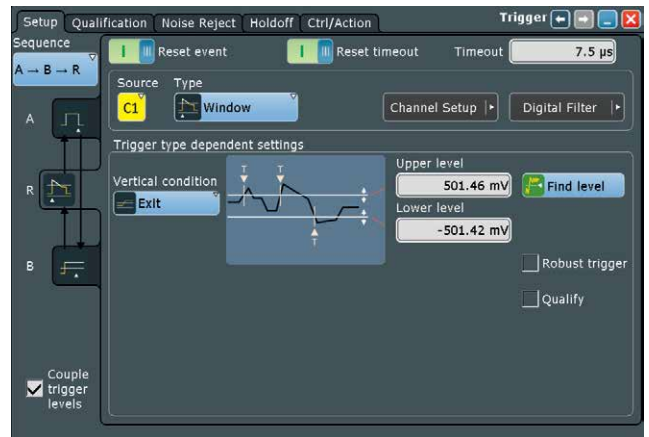 Setup Qualification Noise Reject Holdoff Ctrl/Action Trigger
Sequence
A → B → R
Reset event Reset timeout Timeout 7.5 µs
Source Type
C1 Window Channel Setup Digital Filter
A
Trigger type dependent settings
Vertical condition
Exit
T T
T
Upper level
501.46 mV Find level
Lower level
-501.42 mV
R
B
Robust trigger
Qualify
Couple
trigger
levels